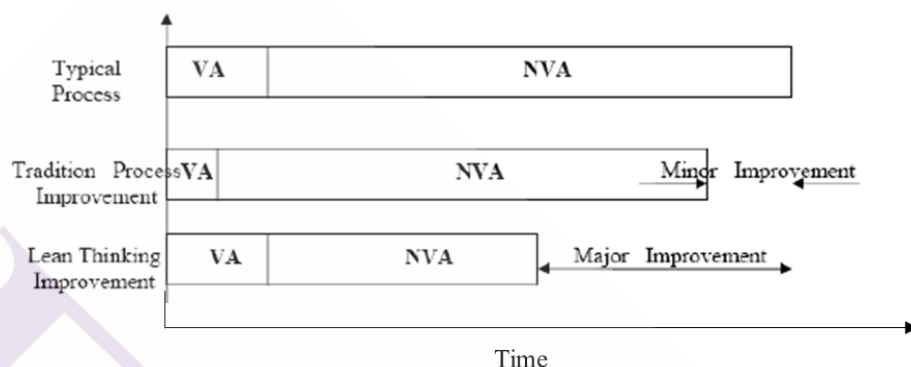 Typical
Process
VA
NVA
Tradition Process
Improvement
VA
NVA
Minor Improvement
Lean Thinking
Improvement
VA
NVA
Major Improvement
Time